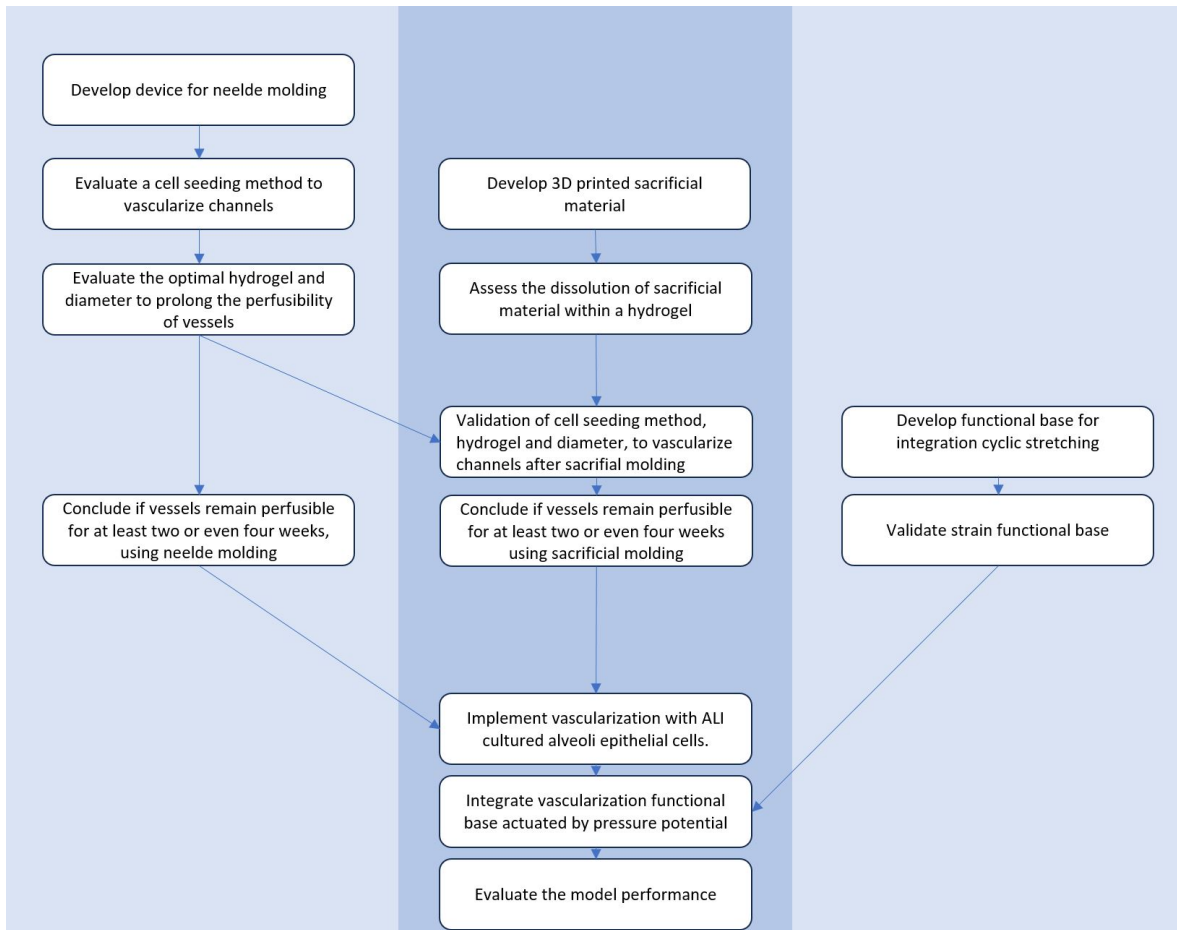 Develop device for neelde molding
Evaluate a cell seeding method to
vascularize channels
Evaluate the optimal hydrogel and
diameter to prolong the perfusibility
of vessels
Conclude if vessels remain perfusible
for at least two or even four weeks,
using neelde molding
Develop 3D printed sacrificial
material
Assess the dissolution of sacrificial
material within a hydrogel
Validation of cell seeding method,
hydrogel and diameter, to vascularize
channels after sacrifial molding
Conclude if vessels remain perfusible
for at least two or even four weeks
using sacrificial molding
Implement vascularization with ALI
cultured alveoli epithelial cells.
Integrate vascularization functional
base actuated by pressure potential
Evaluate the model performance
Develop functional base for
integration cyclic stretching
Validate strain functional base